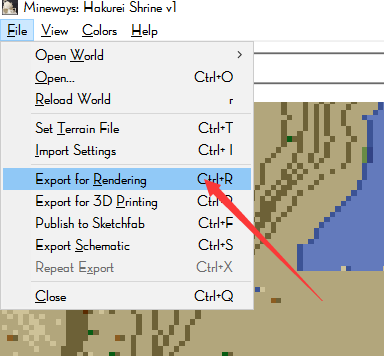 Mineways: Hakurei Shrine v1
File View Colors Help
Open World
Open... Ctrl+O
Reload World r
Set Terrain File Ctrl+T
Import Settings Ctrl+ I
Export for Rendering Ctrl+R
Export for 3D Printing
Publish to Sketchfab Ctrl+F
Export Schematic Ctrl+S
Repeat Export Ctrl+X
Close Ctrl+Q